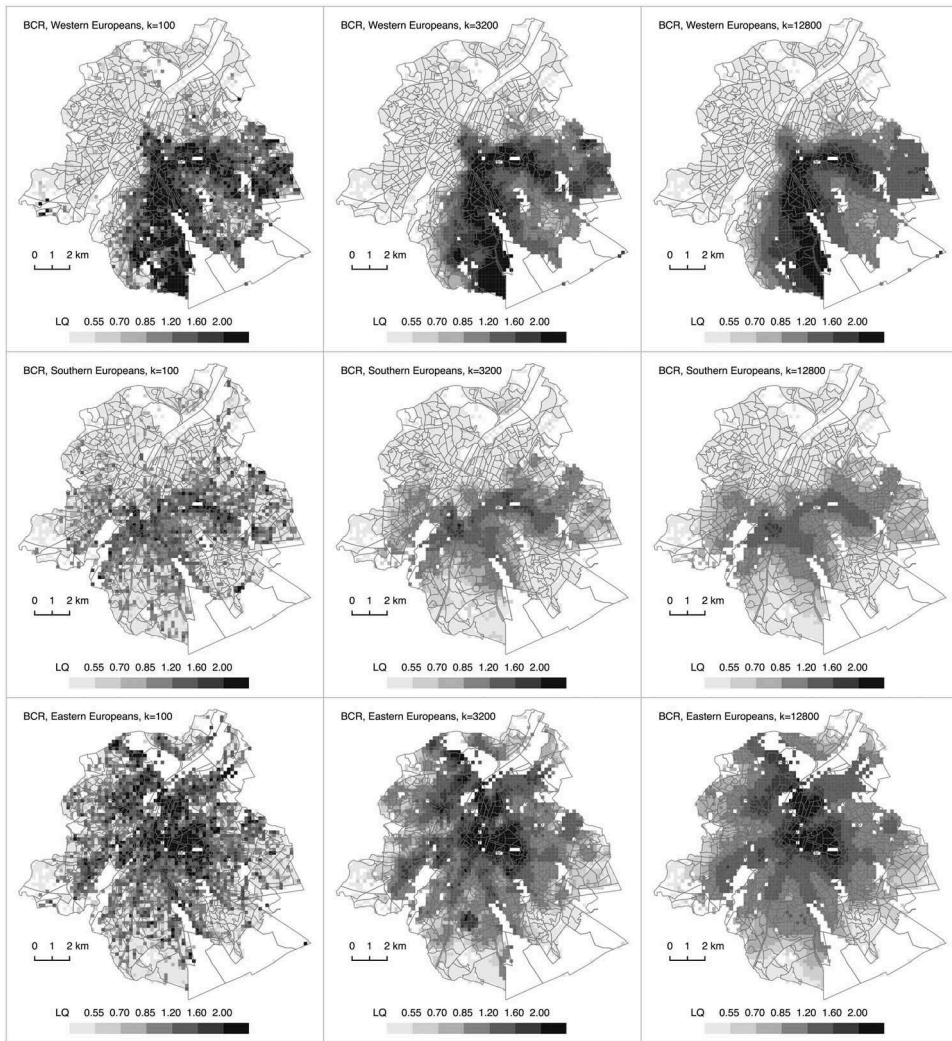 BCR, Western Europeans, k=100
0 1 2 km
LQ 0.55 0.70 0.85 1.20 1.60 2.00
BCR, Western Europeans, k=3200
0 1 2 km
LQ 0.55 0.70 0.85 1.20 1.60 2.00
BCR, Western Europeans, k=12800
0 1 2 km
LQ 0.55 0.70 0.85 1.20 1.60 2.00
BCR, Southern Europeans, k=100
0 1 2 km
LQ 0.55 0.70 0.85 1.20 1.60 2.00
BCR, Southern Europeans, k=3200
0 1 2 km
LQ 0.55 0.70 0.85 1.20 1.60 2.00
BCR, Southern Europeans, k=12800
0 1 2 km
LQ 0.55 0.70 0.85 1.20 1.60 2.00
BCR, Eastern Europeans, k=100
0 1 2 km
LQ 0.55 0.70 0.85 1.20 1.60 2.00
BCR, Eastern Europeans, k=3200
0 1 2 km
LQ 0.55 0.70 0.85 1.20 1.60 2.00
BCR, Eastern Europeans, k=12800
0 1 2 km
LQ 0.55 0.70 0.85 1.20 1.60 2.00